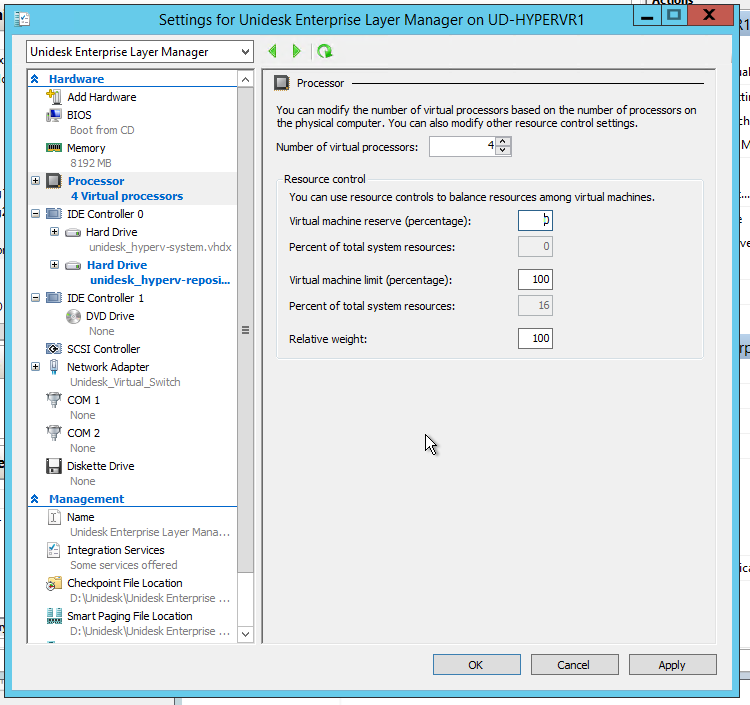 Settings for Unidesk Enterprise Layer Manager on UD-HYPERVR1
Actions
Unidesk Enterprise Layer Manager
Hardware
Add Hardware
BIOS
Boot from CD
Memory
8192 MB
Processor
4 Virtual processors
IDE Controller 0
Hard Drive
unidesk_hyperv-system.vhdx
Hard Drive
unidesk_hyperv-reposi...
IDE Controller 1
DVD Drive
None
SCSI Controller
Network Adapter
Unidesk_Virtual_Switch
COM 1
None
COM 2
None
Diskette Drive
None
Management
Name
Unidesk Enterprise Layer Mana...
Integration Services
Some services offered
Checkpoint File Location
D:\Unidesk\Unidesk Enterprise ...
Smart Paging File Location
D:\Unidesk\Unidesk Enterprise ...
Processor
You can modify the number of virtual processors based on the number of processors on
the physical computer. You can also modify other resource control settings.
Number of virtual processors: 4
Resource control
You can use resource controls to balance resources among virtual machines.
Virtual machine reserve (percentage): 0
Percent of total system resources: 0
Virtual machine limit (percentage): 100
Percent of total system resources: 16
Relative weight: 100
OK Cancel Apply